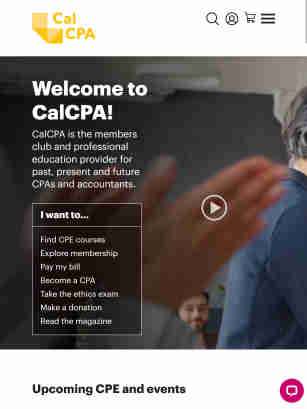 Cal
CPA
Welcome to
CalCPA!
CalCPA is the members
club and professional
education provider for
past, present and future
CPAs and accountants.
I want to...
Find CPE courses
Explore membership
Pay my bill
Become a CPA
Take the ethics exam
Make a donation
Read the magazine
Upcoming CPE and events